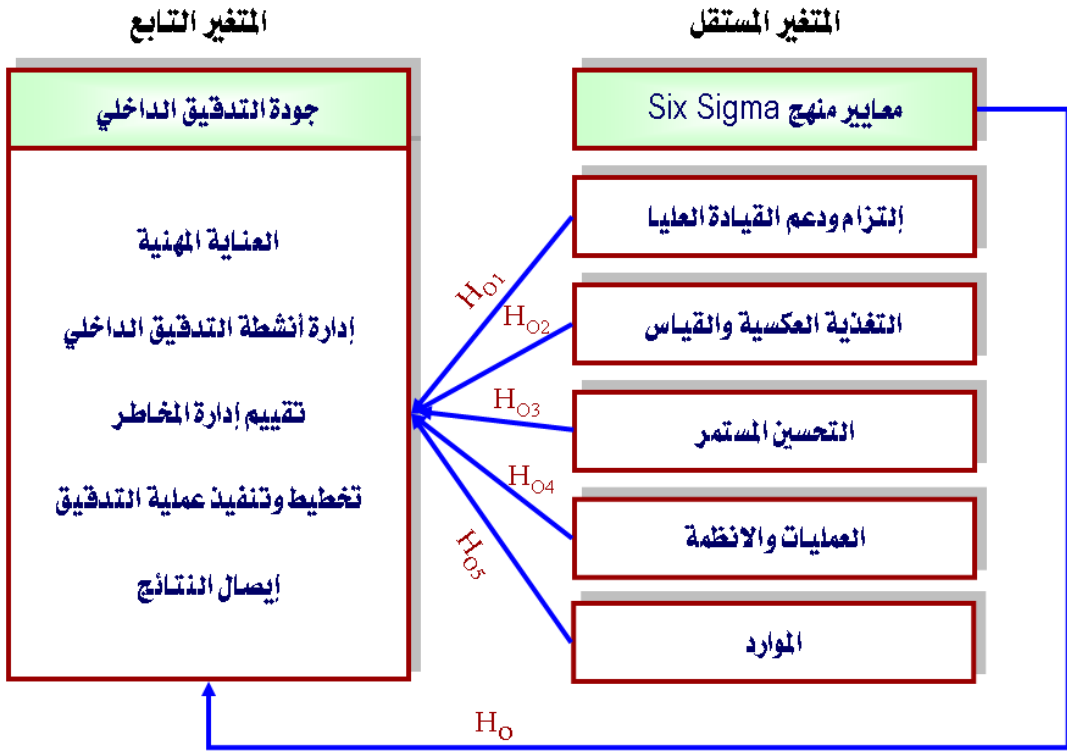 المتغير المستقل
المتغير التابع
معايير منهج Six Sigma
إلتزام ودعم القيادة العليا
التغذية العكسية والقياس
التحسين المستمر
العمليات والانظمة
الموارد
جودة التدقيق الداخلي
العناية المهنية
إدارة أنشطة التدقيق الداخلي
تقييم إدارة المخاطر
تخطيط وتنفيذ عملية التدقيق
إيصال النتائج
HO1
HO2
HO3
HO4
HO5
HO